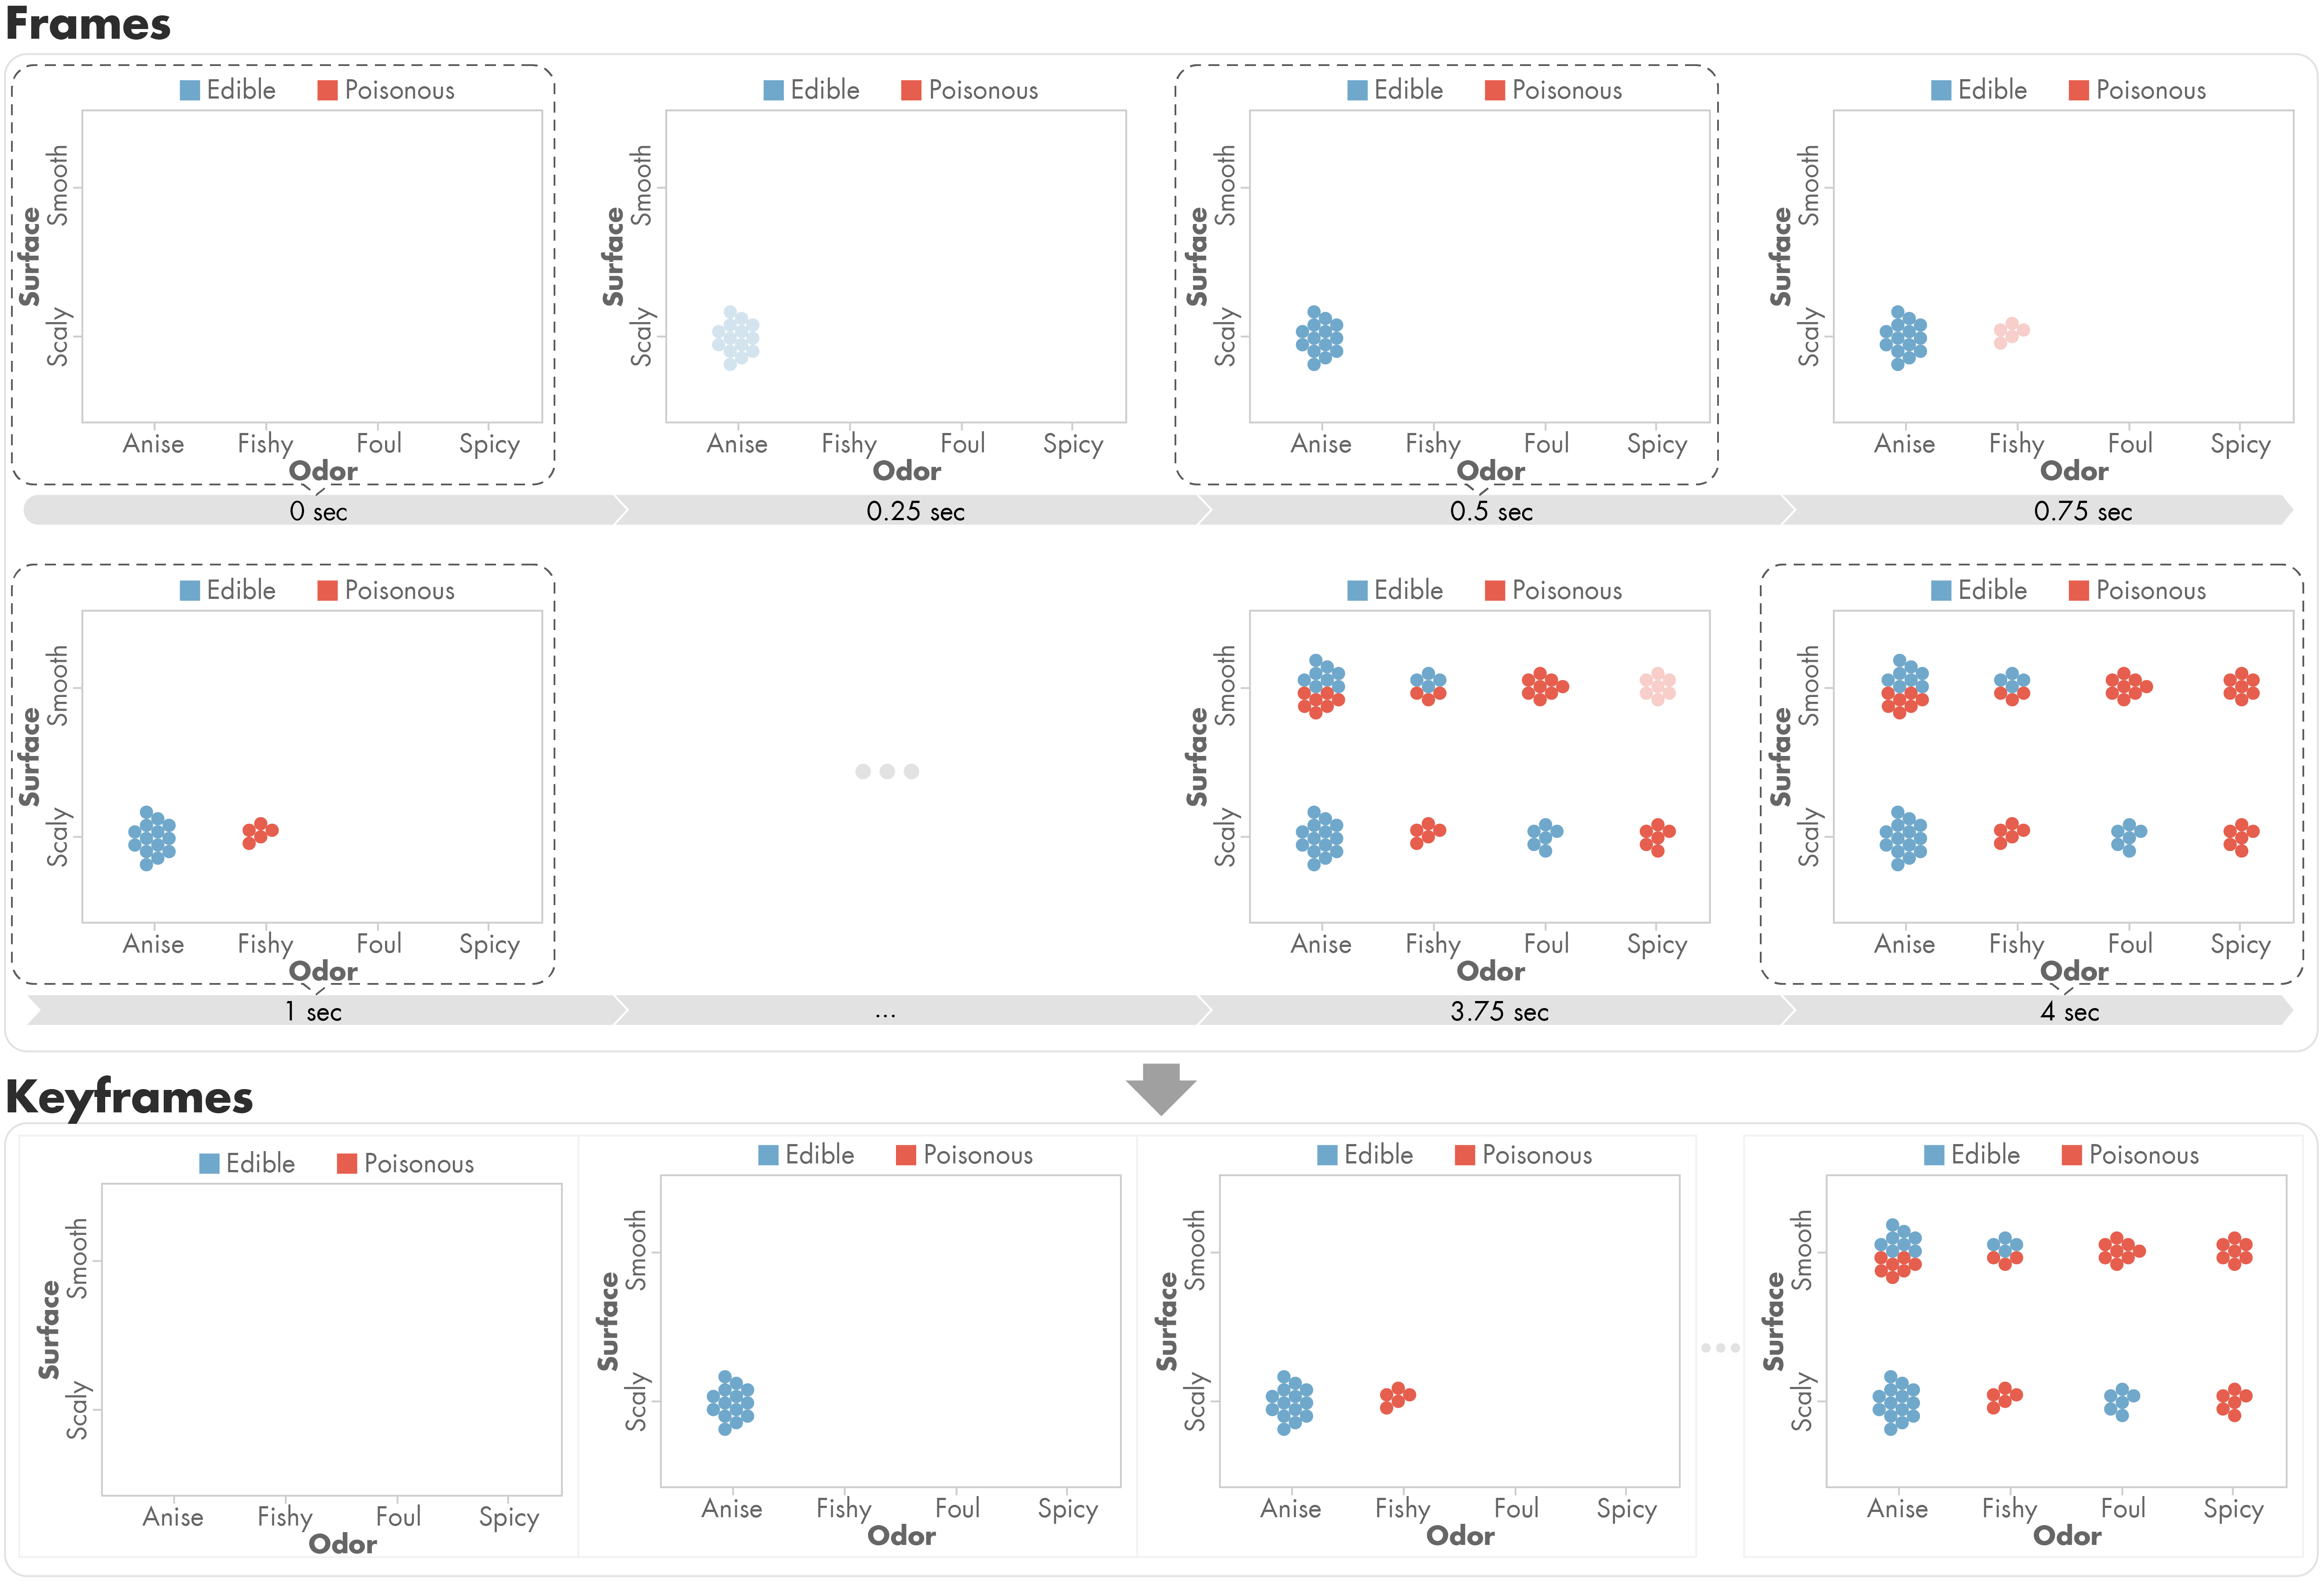 Frames
Edible Poisonous
Surface
Smooth
Scaly
Anise Fishy Foul Spicy
Odor
0 sec
Edible Poisonous
Surface
Smooth
Scaly
Anise Fishy Foul Spicy
Odor
0.25 sec
Edible Poisonous
Surface
Smooth
Scaly
Anise Fishy Foul Spicy
Odor
0.5 sec
Edible Poisonous
Surface
Smooth
Scaly
Anise Fishy Foul Spicy
Odor
0.75 sec
Edible Poisonous
Surface
Smooth
Scaly
Anise Fishy Foul Spicy
Odor
1 sec
...
Edible Poisonous
Surface
Smooth
Scaly
Anise Fishy Foul Spicy
Odor
3.75 sec
Edible Poisonous
Surface
Smooth
Scaly
Anise Fishy Foul Spicy
Odor
4 sec
Keyframes
Edible Poisonous
Surface
Smooth
Scaly
Anise Fishy Foul Spicy
Odor
Edible Poisonous
Surface
Smooth
Scaly
Anise Fishy Foul Spicy
Odor
Edible Poisonous
Surface
Smooth
Scaly
Anise Fishy Foul Spicy
Odor
Edible Poisonous
Surface
Smooth
Scaly
Anise Fishy Foul Spicy
Odor